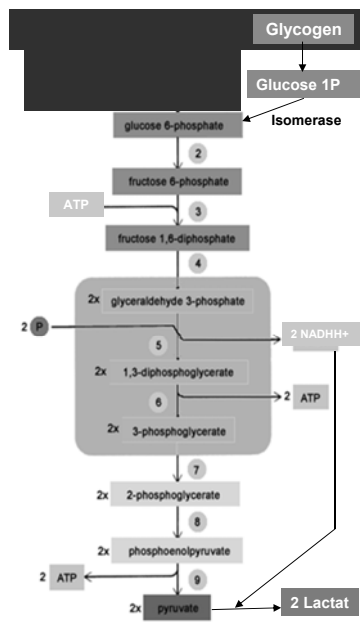 Glycogen
Glucose 1P
Isomerase
glucose 6-phosphate
2
fructose 6-phosphate
ATP
3
fructose 1,6-diphosphate
4
2x glyceraldehyde 3-phosphate
2 P
2 NADHH+
5
2x 1,3-diphosphoglycerate
6
2 ATP
2x 3-phosphoglycerate
7
2x 2-phosphoglycerate
8
2x phosphoenolpyruvate
2 ATP
9
2x pyruvate
2 Lactat